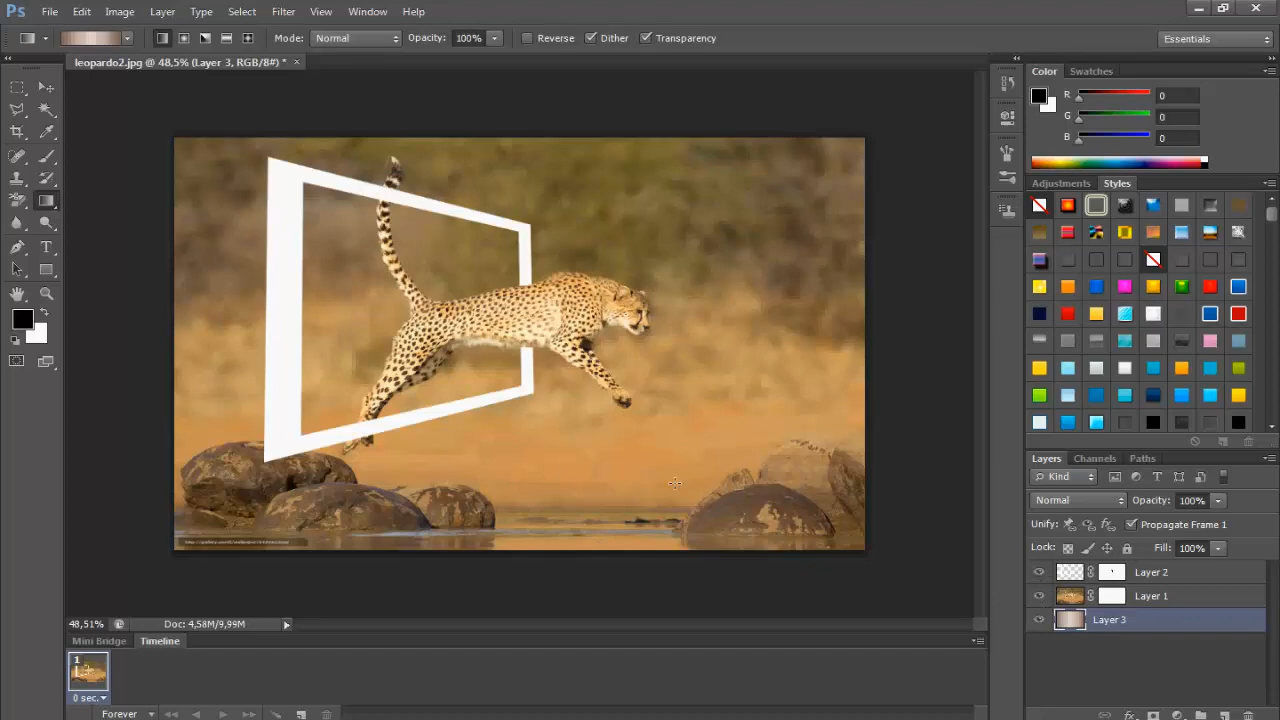 Ps File Edit Image Layer Type Select Filter View Window Help
Mode: Normal Opacity: 100% Reverse Dither Transparency Essentials
leopardo2.jpg @ 48,5% (Layer 3, RGB/8#) * ×
Color Swatches
R 0
G 0
B 0
Adjustments Styles
Layers Channels Paths
Kind
Normal Opacity: 100%
Unify: Propagate Frame 1
Lock: Fill: 100%
Layer 2
Layer 1
Layer 3
48,51% Doc: 4,58M/9,99M
Mini Bridge Timeline
1
0 sec.
Forever